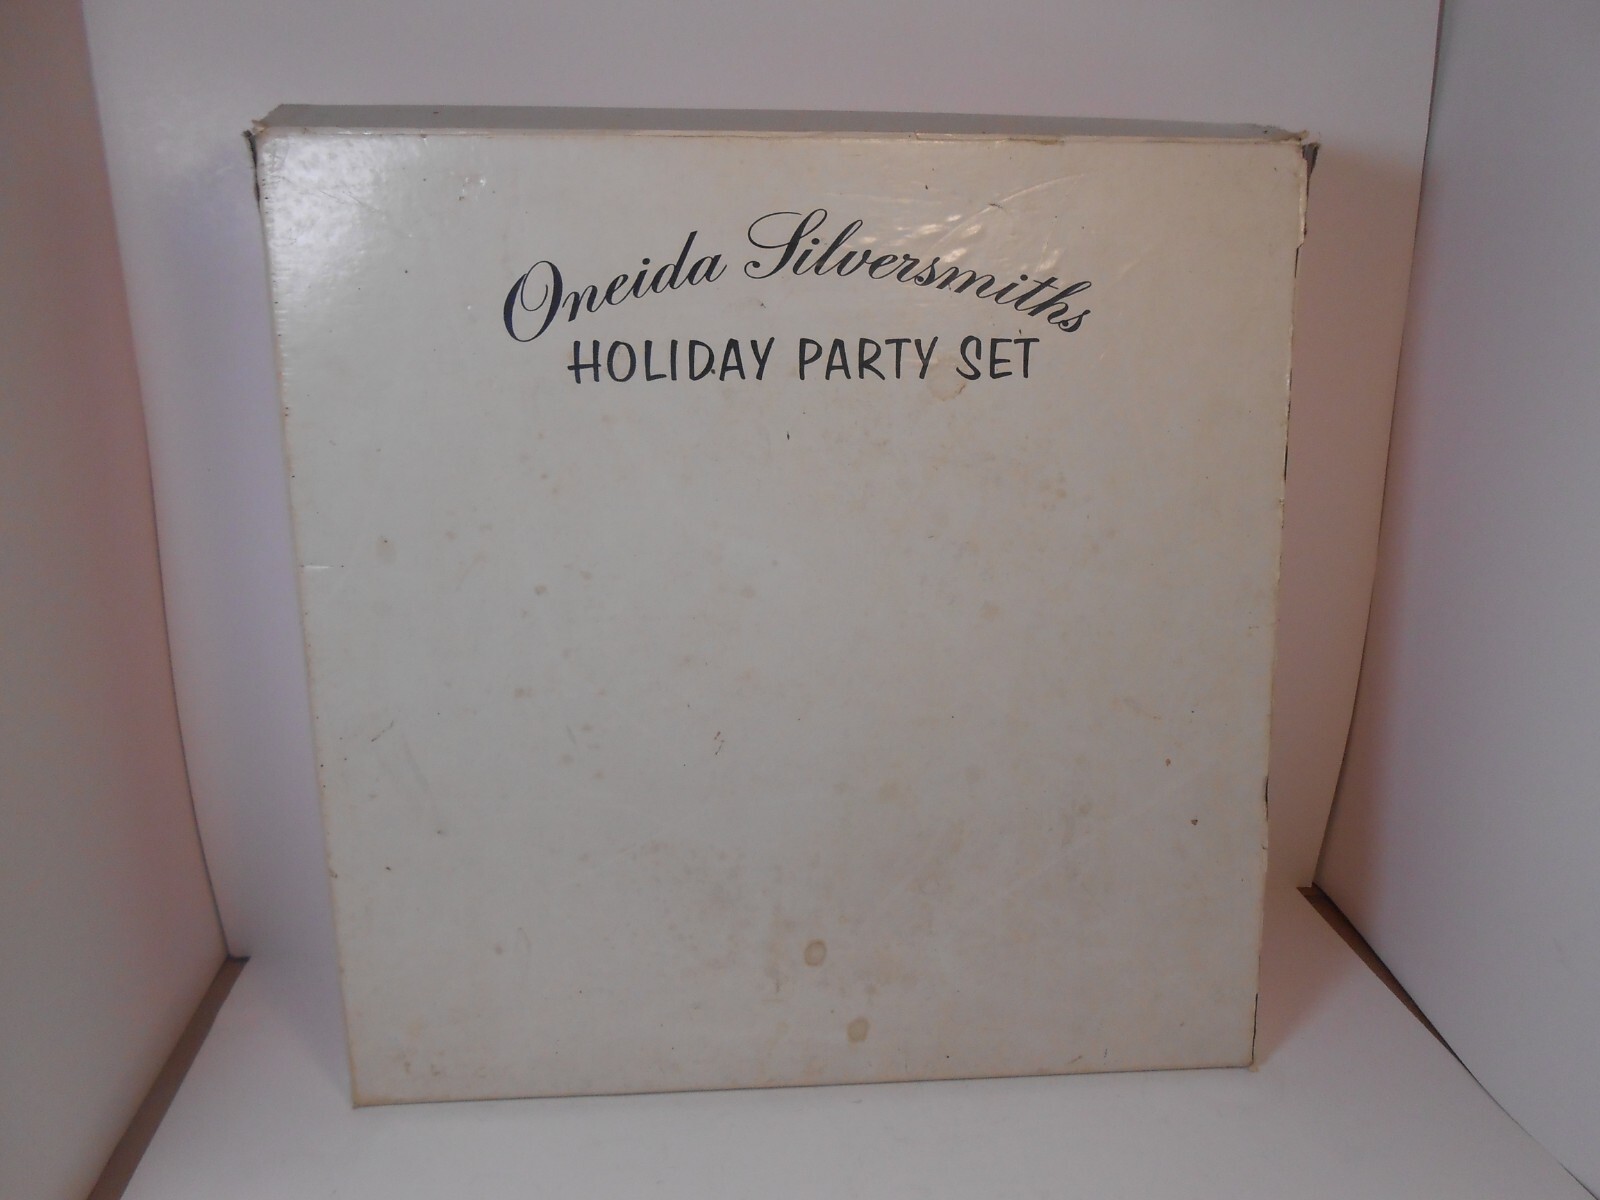 Oneida Silversmiths
HOLIDAY PARTY SET